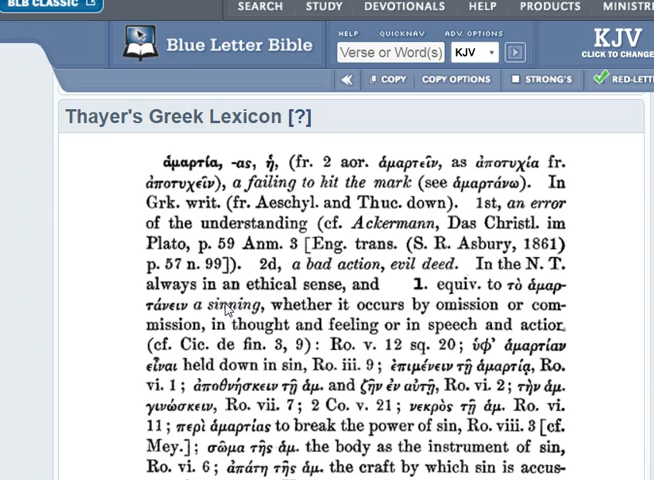 BLB CLASSIC
SEARCH STUDY DEVOTIONALS HELP PRODUCTS MINISTRI
Blue Letter Bible
HELP QUICKNAV ADV. OPTIONS
Verse or Word(s) KJV
KJV
CLICK TO CHANGE
COPY COPY OPTIONS STRONG'S RED-LETT
Thayer's Greek Lexicon [?]
ἁμαρτία, -ας, ἡ, (fr. 2 aor. ἁμαρτεῖν, as ἀποτυχία fr.
ἀποτυχεῖν), a failing to hit the mark (see ἁμαρτάνω). In
Grk. writ. (fr. Aeschyl. and Thuc. down). 1st, an error
of the understanding (cf. Ackermann, Das Christl. im
Plato, p. 59 Anm. 3 [Eng. trans. (S. R. Asbury, 1861)
p. 57 n. 99]). 2d, a bad action, evil deed. In the N. T.
always in an ethical sense, and 1. equiv. to τὸ ἁμαρ-
τάνειν a sinning, whether it occurs by omission or com-
mission, in thought and feeling or in speech and action
(cf. Cic. de fin. 3, 9): Ro. v. 12 sq. 20; ὑφ' ἁμαρτίαν
εἶναι held down in sin, Ro. iii. 9; ἐπιμένειν τῇ ἁμαρτίᾳ, Ro.
vi. 1; ἀποθνήσκειν τῇ ἁμ. and ζῆν ἐν αὐτῇ, Ro. vi. 2; τὴν ἁμ.
γινώσκειν, Ro. vii. 7; 2 Co. v. 21; νεκρὸς τῇ ἁμ. Ro. vi.
11; περὶ ἁμαρτίας to break the power of sin, Ro. viii. 3 [cf.
Mey.]; σῶμα τῆς ἁμ. the body as the instrument of sin,
Ro. vi. 6; ἀπάτη τῆς ἁμ. the craft by which sin is accus-